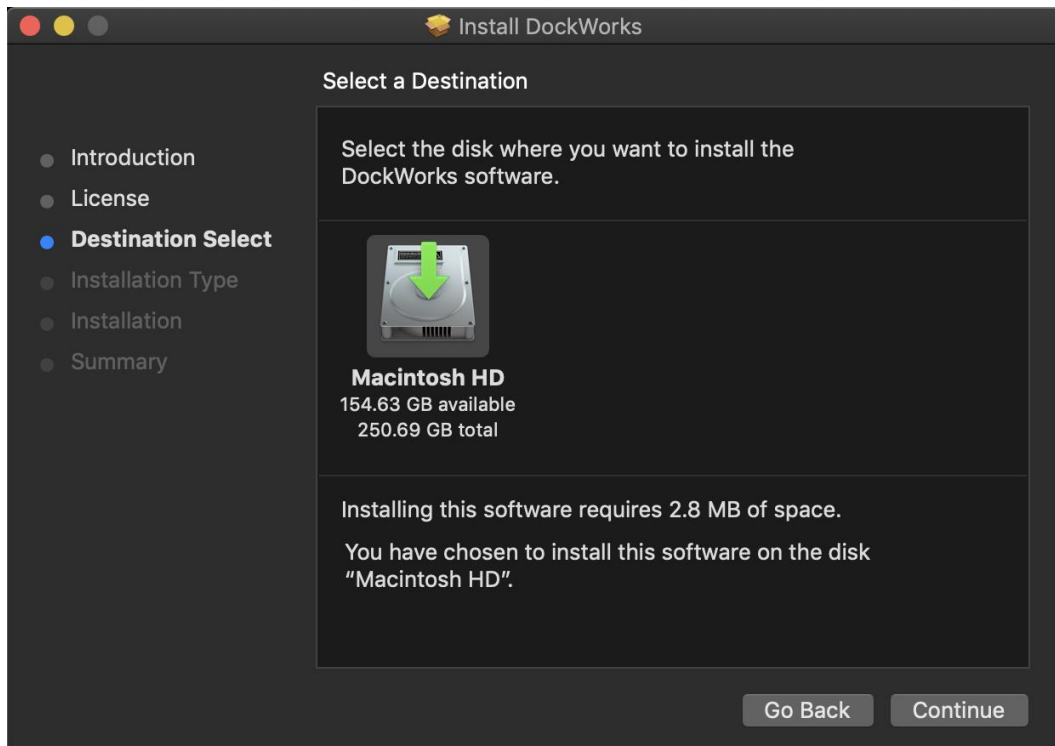 Install DockWorks
Select a Destination
Introduction
License
Destination Select
Installation Type
Installation
Summary
Select the disk where you want to install the
DockWorks software.
Macintosh HD
154.63 GB available
250.69 GB total
Installing this software requires 2.8 MB of space.
You have chosen to install this software on the disk
“Macintosh HD”.
Go Back
Continue